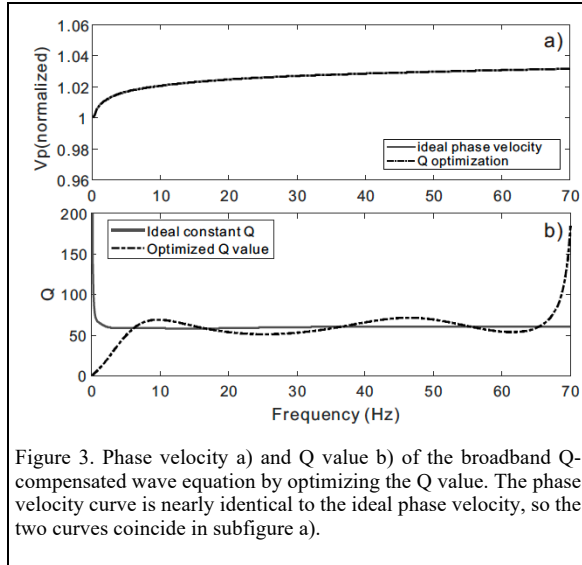 1.06
a)
1.04
1.02
1
0.98
0.96
Vp(normalized)
ideal phase velocity
Q optimization
0 10 20 30 40 50 60 70
200
b)
150
100
50
0
Q
Ideal constant Q
Optimized Q value
0 10 20 30 40 50 60 70
Frequency (Hz)
Figure 3. Phase velocity a) and Q value b) of the broadband Q-
compensated wave equation by optimizing the Q value. The phase
velocity curve is nearly identical to the ideal phase velocity, so the
two curves coincide in subfigure a).